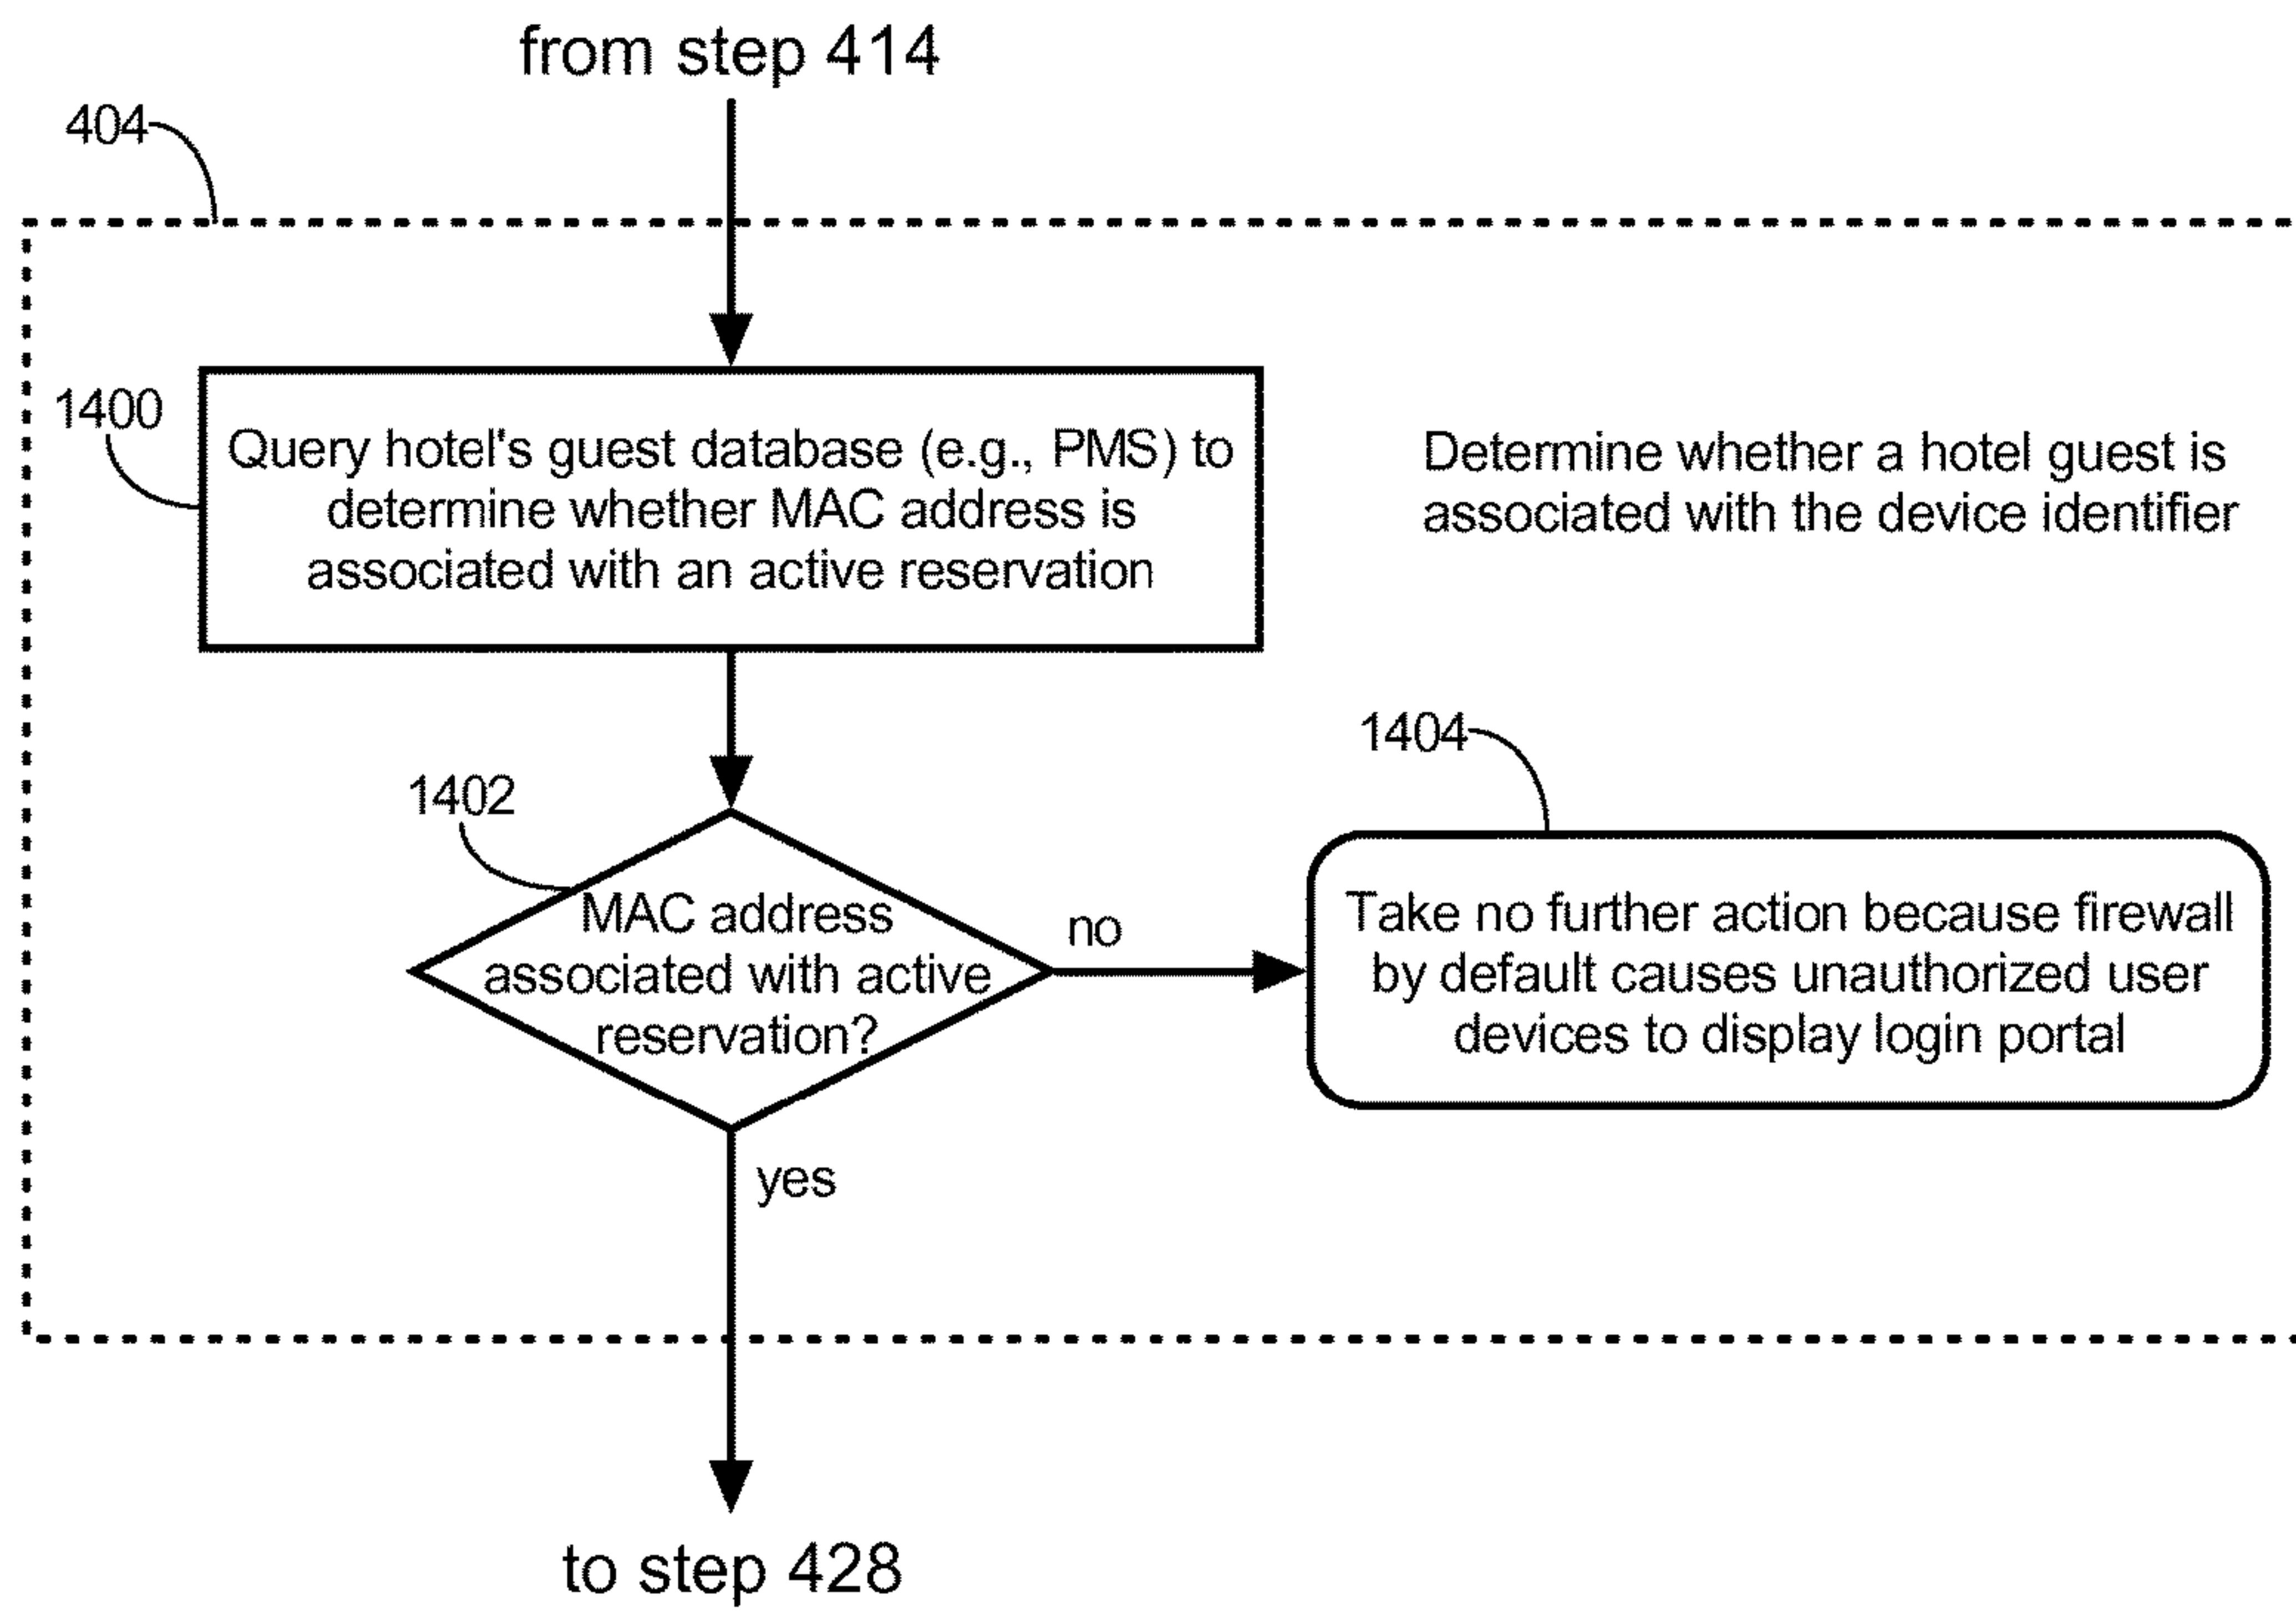 from step 414
404
1400
Query hotel's guest database (e.g., PMS) to
determine whether MAC address is
associated with an active reservation
Determine whether a hotel guest is
associated with the device identifier
1402
MAC address
associated with active
reservation?
no
1404
Take no further action because firewall
by default causes unauthorized user
devices to display login portal
yes
to step 428